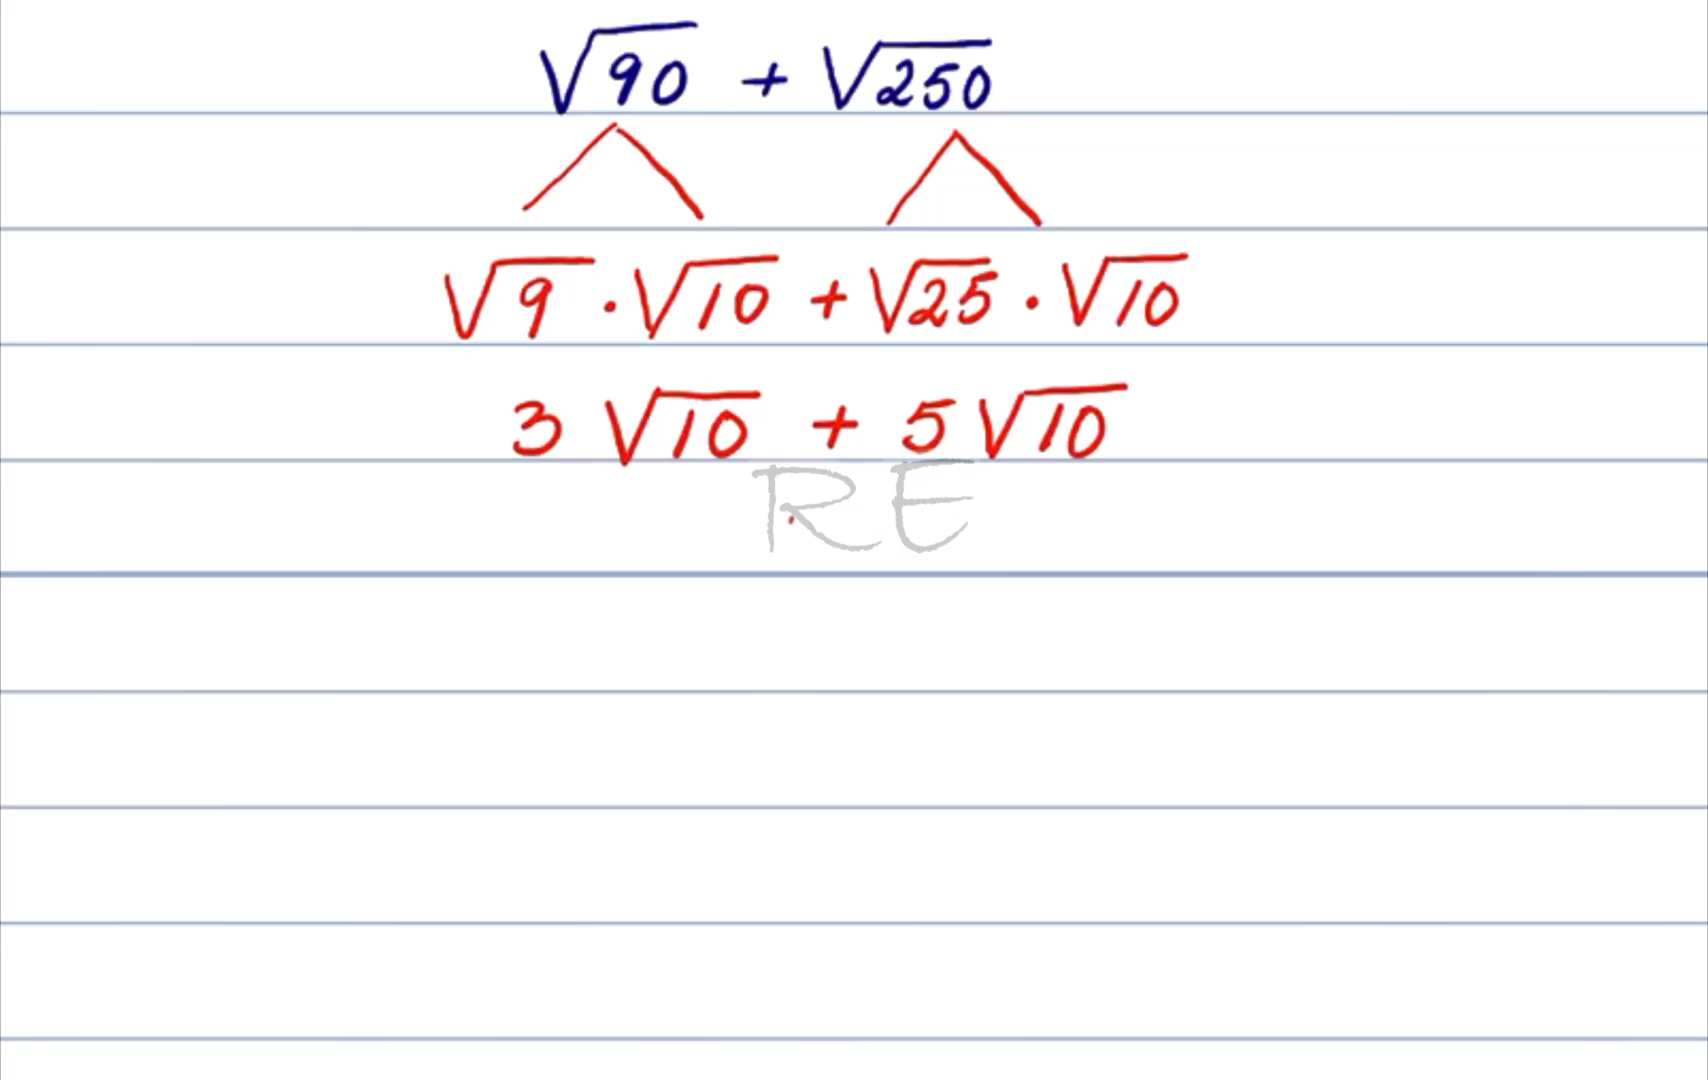 √90 + √250
√9 · √10 + √25 · √10
3 √10 + 5 √10
RE